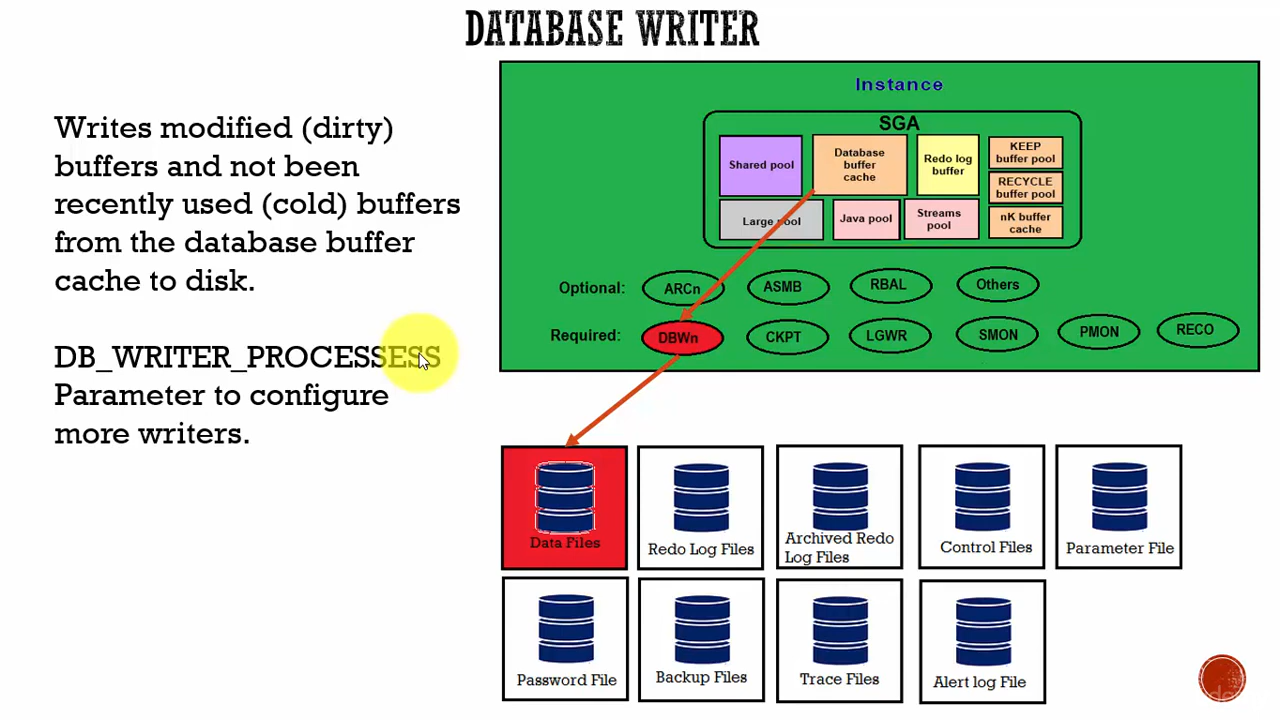 DATABASE WRITER
Writes modified (dirty)
buffers and not been
recently used (cold) buffers
from the database buffer
cache to disk.
DB_WRITER_PROCESSESS
Parameter to configure
more writers.
Instance
SGA
Shared pool
Database
buffer
cache
Redo log
buffer
KEEP
buffer pool
RECYCLE
buffer pool
Large pool
Java pool
Streams
pool
nK buffer
cache
Optional:
ARCn
ASMB
RBAL
Others
Required:
DBWn
CKPT
LGWR
SMON
PMON
RECO
Data Files
Redo Log Files
Archived Redo
Log Files
Control Files
Parameter File
Password File
Backup Files
Trace Files
Alert log File